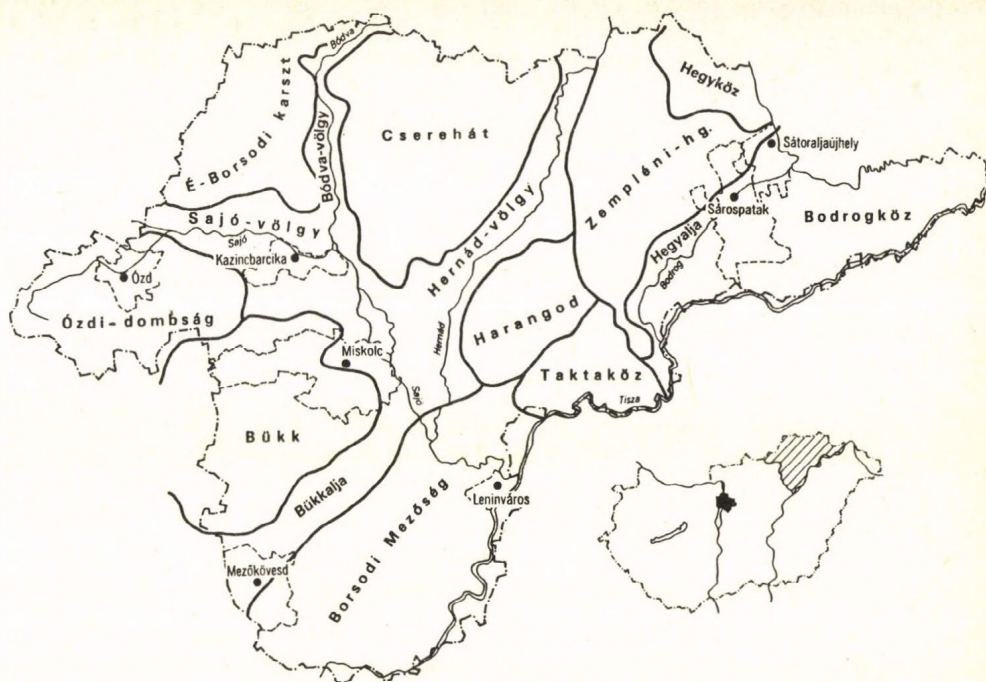 Bódva
Hegyköz
É-Borsodi karszt
Bódva-völgy
Cserehát
Zempléni-hg.
Sátoraljaújhely
Sárospatak
Bodrogköz
Hegyalja
Bodrog
Sajó-völgy
Sajó
Kazincbarcika
Hernád-völgy
Hernád
Harangod
Ózd
Ózdi-dombság
Miskolc
Taktaköz
Tisza
Sajó
Bükk
Bükkalja
Leninváros
Borsodi Mezőség
Mezőkövesd